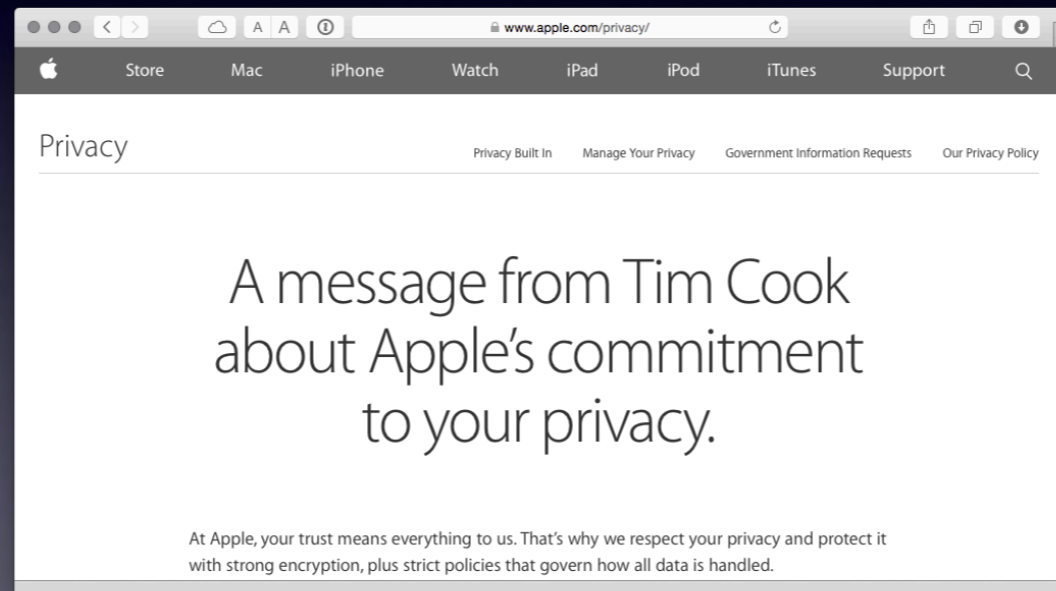 A A www.apple.com/privacy/
Store Mac iPhone Watch iPad iPod iTunes Support
Privacy Privacy Built In Manage Your Privacy Government Information Requests Our Privacy Policy
A message from Tim Cook
about Apple's commitment
to your privacy.
At Apple, your trust means everything to us. That's why we respect your privacy and protect it
with strong encryption, plus strict policies that govern how all data is handled.